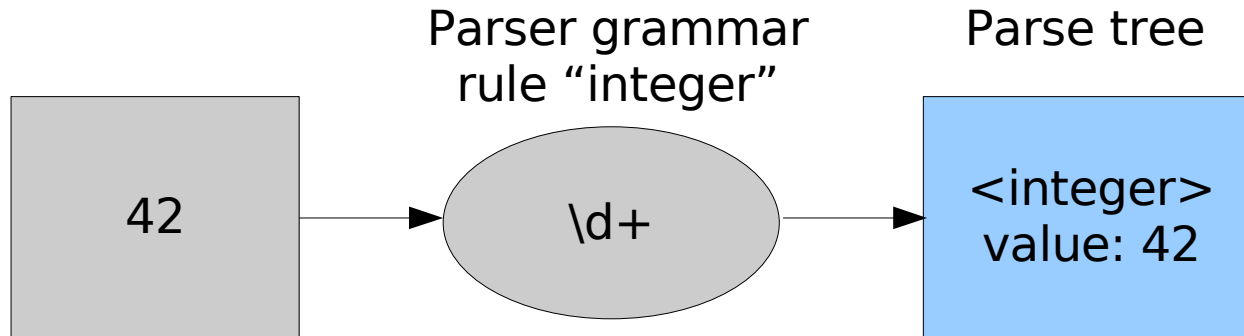 Parser grammar
rule “integer”
Parse tree
42
\d+
<integer>
value: 42